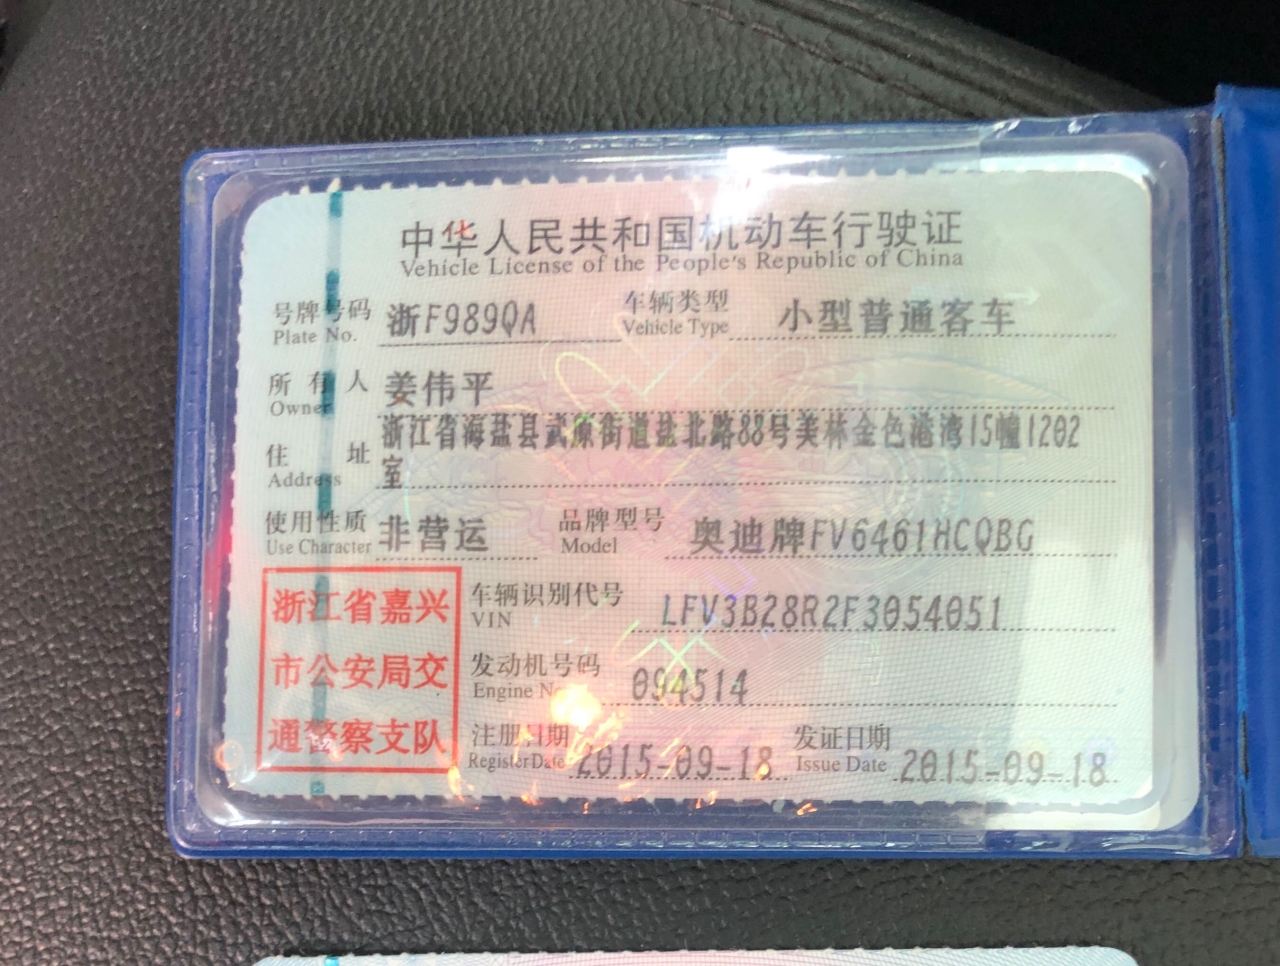 中华人民共和国机动车行驶证
Vehicle License of the People's Republic of China
号牌号码 浙F989QA 车辆类型 小型普通客车
Plate No. Vehicle Type
所有人 姜伟平
Owner
浙江省海盐县武原街道盐北路88号美林金色港湾15幢1202
住址 室
Address
使用性质 非营运 品牌型号 奥迪牌FV6461HCQBG
Use Character Model
浙江省嘉兴
市公安局交
通警察支队
车辆识别代号 LFV3B28R2F3054051
VIN
发动机号码 094514
Engine No.
注册日期 2015-09-18 发证日期 2015-09-18
Register Date Issue Date